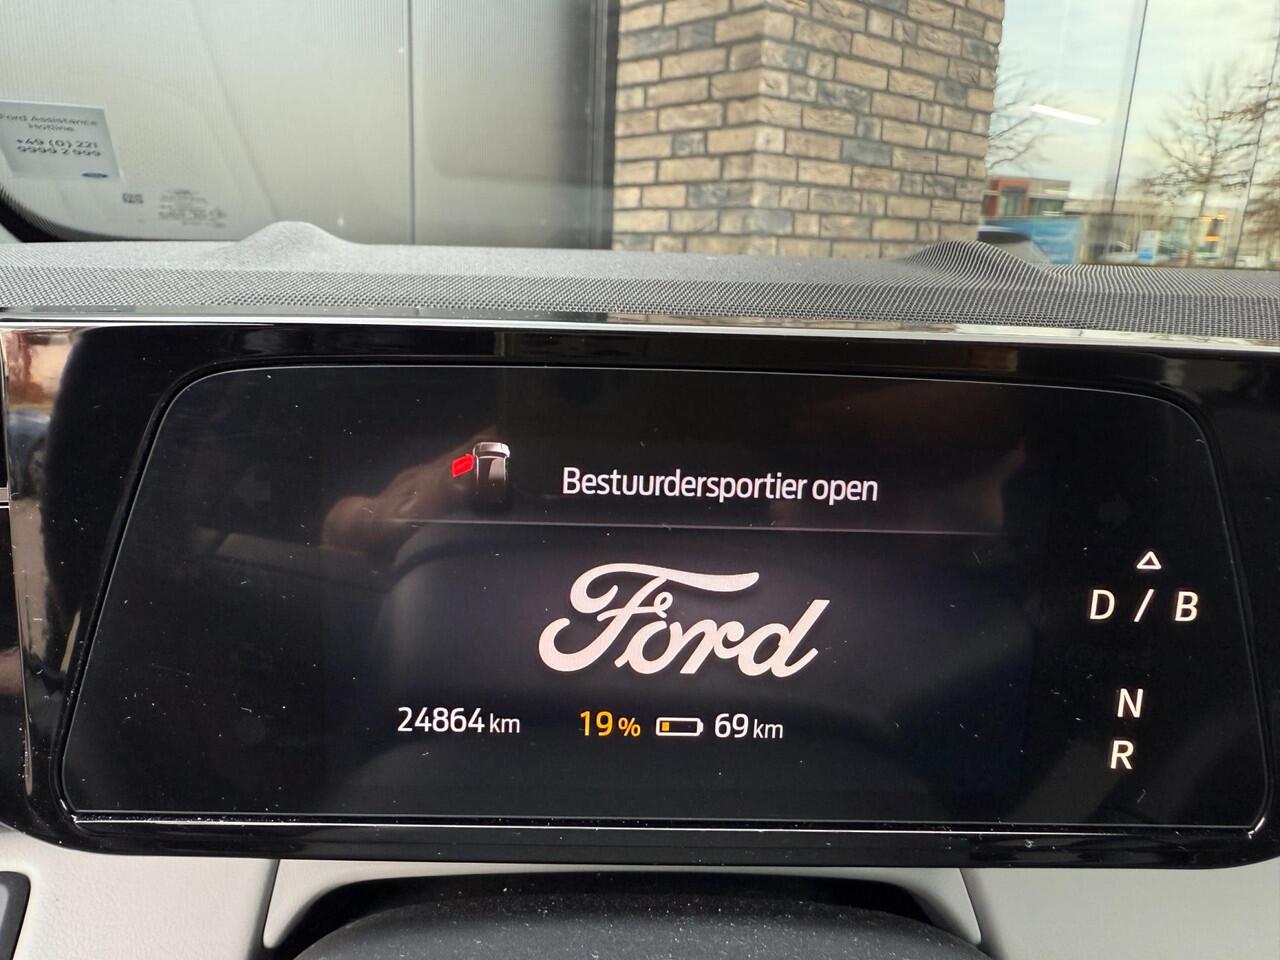 Ford Assistance
Hotline
+49 (0) 221
9999 2 999
Bestuurdersportier open
Ford
24864 km 19 % 69 km
D / B
N
R